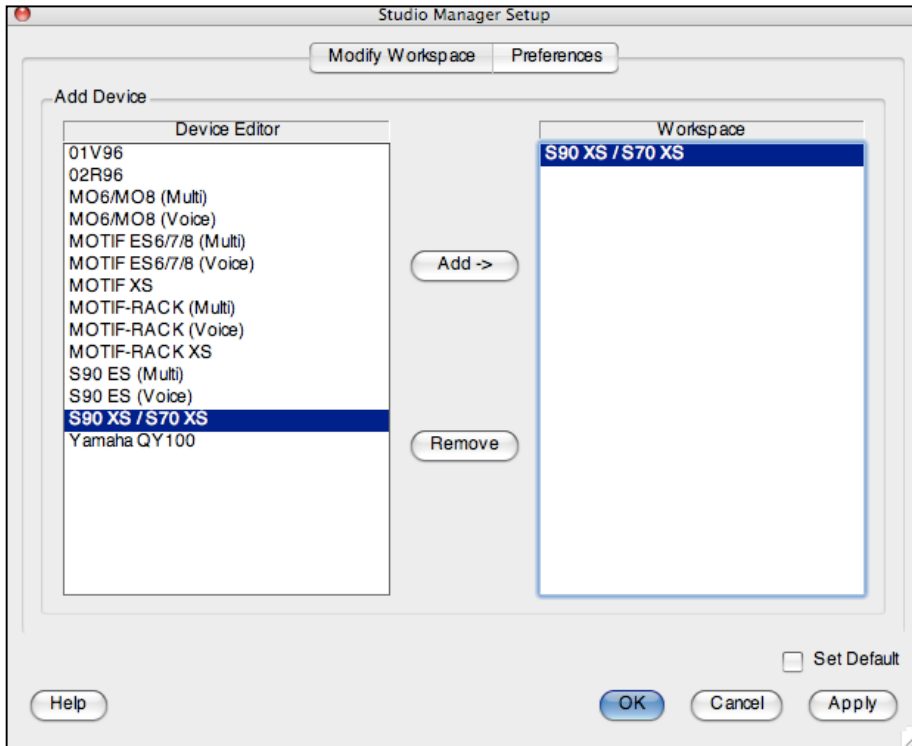 Studio Manager Setup
Modify Workspace
Preferences
Add Device
Device Editor
01V96
02R96
MO6/MO8 (Multi)
MO6/MO8 (Voice)
MOTIF ES6/7/8 (Multi)
MOTIF ES6/7/8 (Voice)
MOTIF XS
MOTIF-RACK (Multi)
MOTIF-RACK (Voice)
MOTIF-RACK XS
S90 ES (Multi)
S90 ES (Voice)
S90 XS / S70 XS
Yamaha QY100
Add ->
Remove
Workspace
S90 XS / S70 XS
Set Default
Help
OK
Cancel
Apply